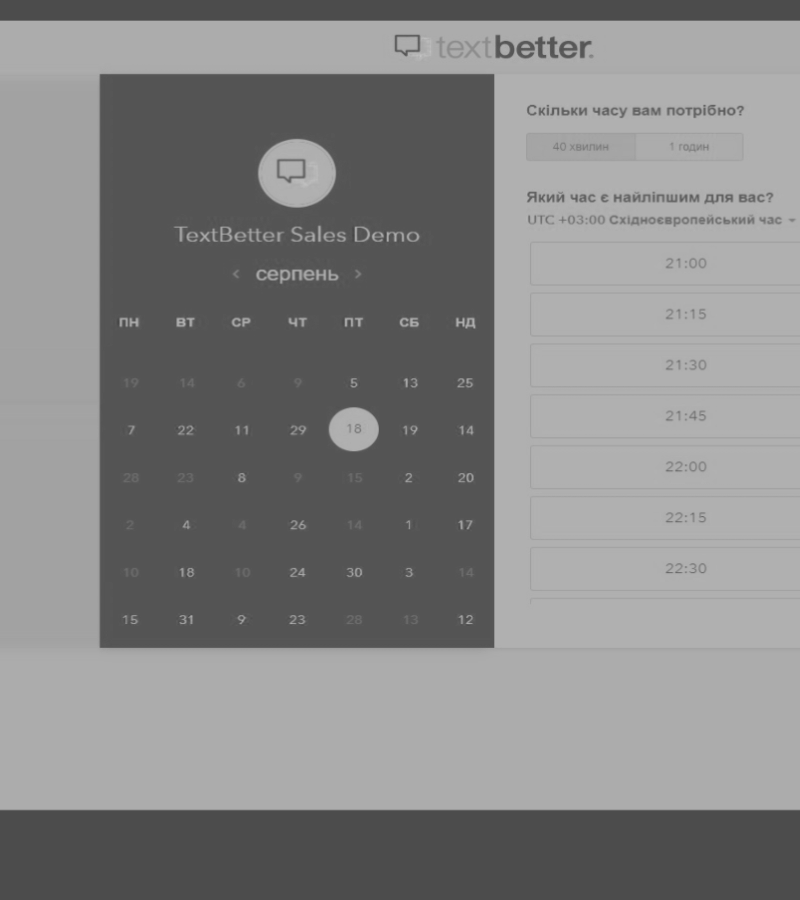 textbetter.
TextBetter Sales Demo
< серпень >
ПН ВТ СР ЧТ ПТ СБ НД
19 14 6 9 5 13 25
7 22 11 29 18 19 14
28 23 8 9 15 2 20
2 4 4 26 14 1 17
10 18 10 24 30 3 14
15 31 9 23 28 13 12
Скільки часу вам потрібно?
40 хвилин 1 годин
Який час є найліпшим для вас?
UTC +03:00 Східноєвропейський час
21:00
21:15
21:30
21:45
22:00
22:15
22:30